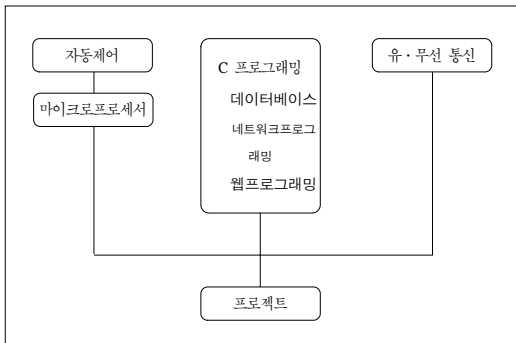 자동제어
마이크로프로세서
C 프로그래밍
데이터베이스
네트워크프로그
래밍
웹프로그래밍
유·무선 통신
프로젝트